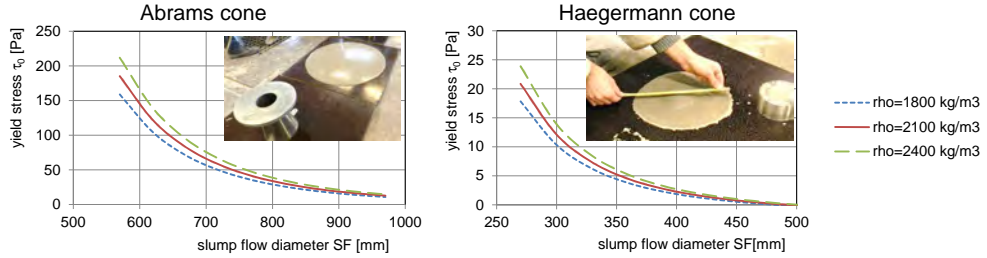 Abrams cone
yield stress τ0 [Pa]
250
200
150
100
50
0
500 600 700 800 900 1000
slump flow diameter SF [mm]
Haegermann cone
yield stress τ0 [Pa]
30
25
20
15
10
5
0
250 300 350 400 450 500
slump flow diameter SF[mm]
rho=1800 kg/m3
rho=2100 kg/m3
rho=2400 kg/m3